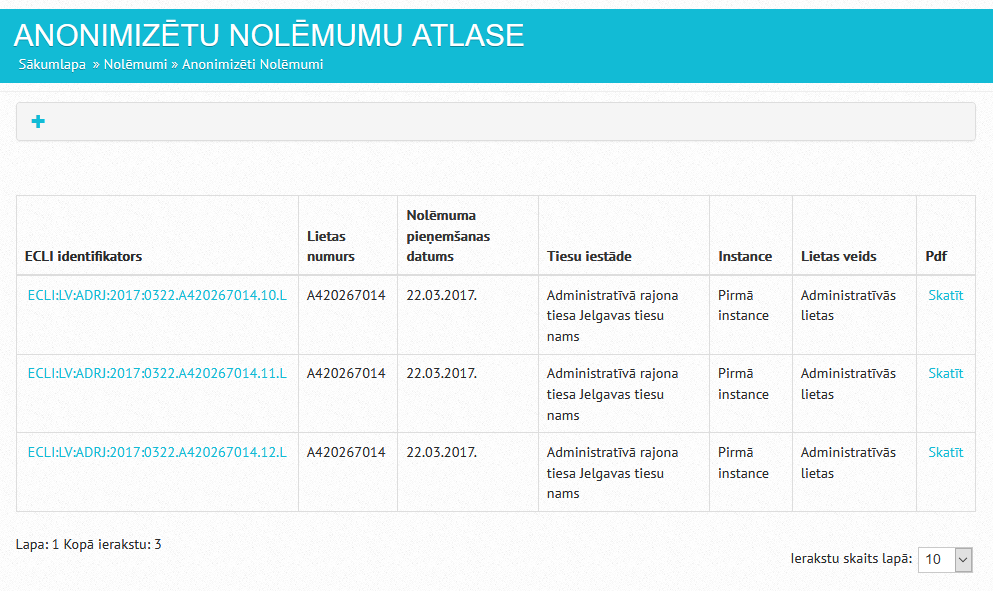 ANONIMIZĒTU NOLĒMUMU ATLASE
Sākumlapa » Nolēmumi » Anonimizēti Nolēmumi
ECLI identifikators
Lietas
numurs
Nolēmuma
pieņemšanas
datums
Tiesu iestāde
Instance
Lietas veids
Pdf
ECLI:LV:ADRJ:2017:0322.A420267014.10.L
A420267014
22.03.2017.
Administratīvā rajona
tiesa Jelgavas tiesu
nams
Pirmā
instance
Administratīvās
lietas
Skatīt
ECLI:LV:ADRJ:2017:0322.A420267014.11.L
A420267014
22.03.2017.
Administratīvā rajona
tiesa Jelgavas tiesu
nams
Pirmā
instance
Administratīvās
lietas
Skatīt
ECLI:LV:ADRJ:2017:0322.A420267014.12.L
A420267014
22.03.2017.
Administratīvā rajona
tiesa Jelgavas tiesu
nams
Pirmā
instance
Administratīvās
lietas
Skatīt
Lapa: 1 Kopā ierakstu: 3
Ierakstu skaits lapā: 10